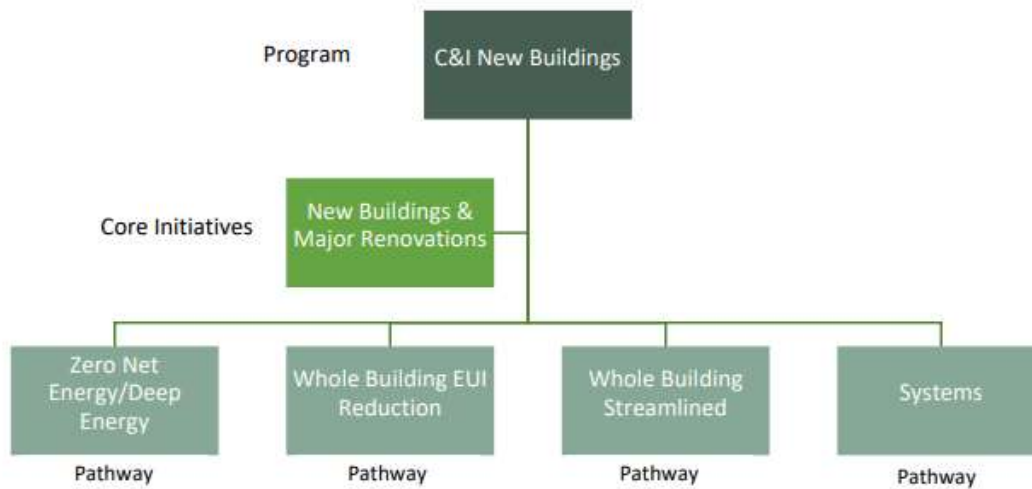 Program
C&I New Buildings
Core Initiatives
New Buildings &
Major Renovations
Zero Net
Energy/Deep
Energy
Whole Building EUI
Reduction
Whole Building
Streamlined
Systems
Pathway
Pathway
Pathway
Pathway